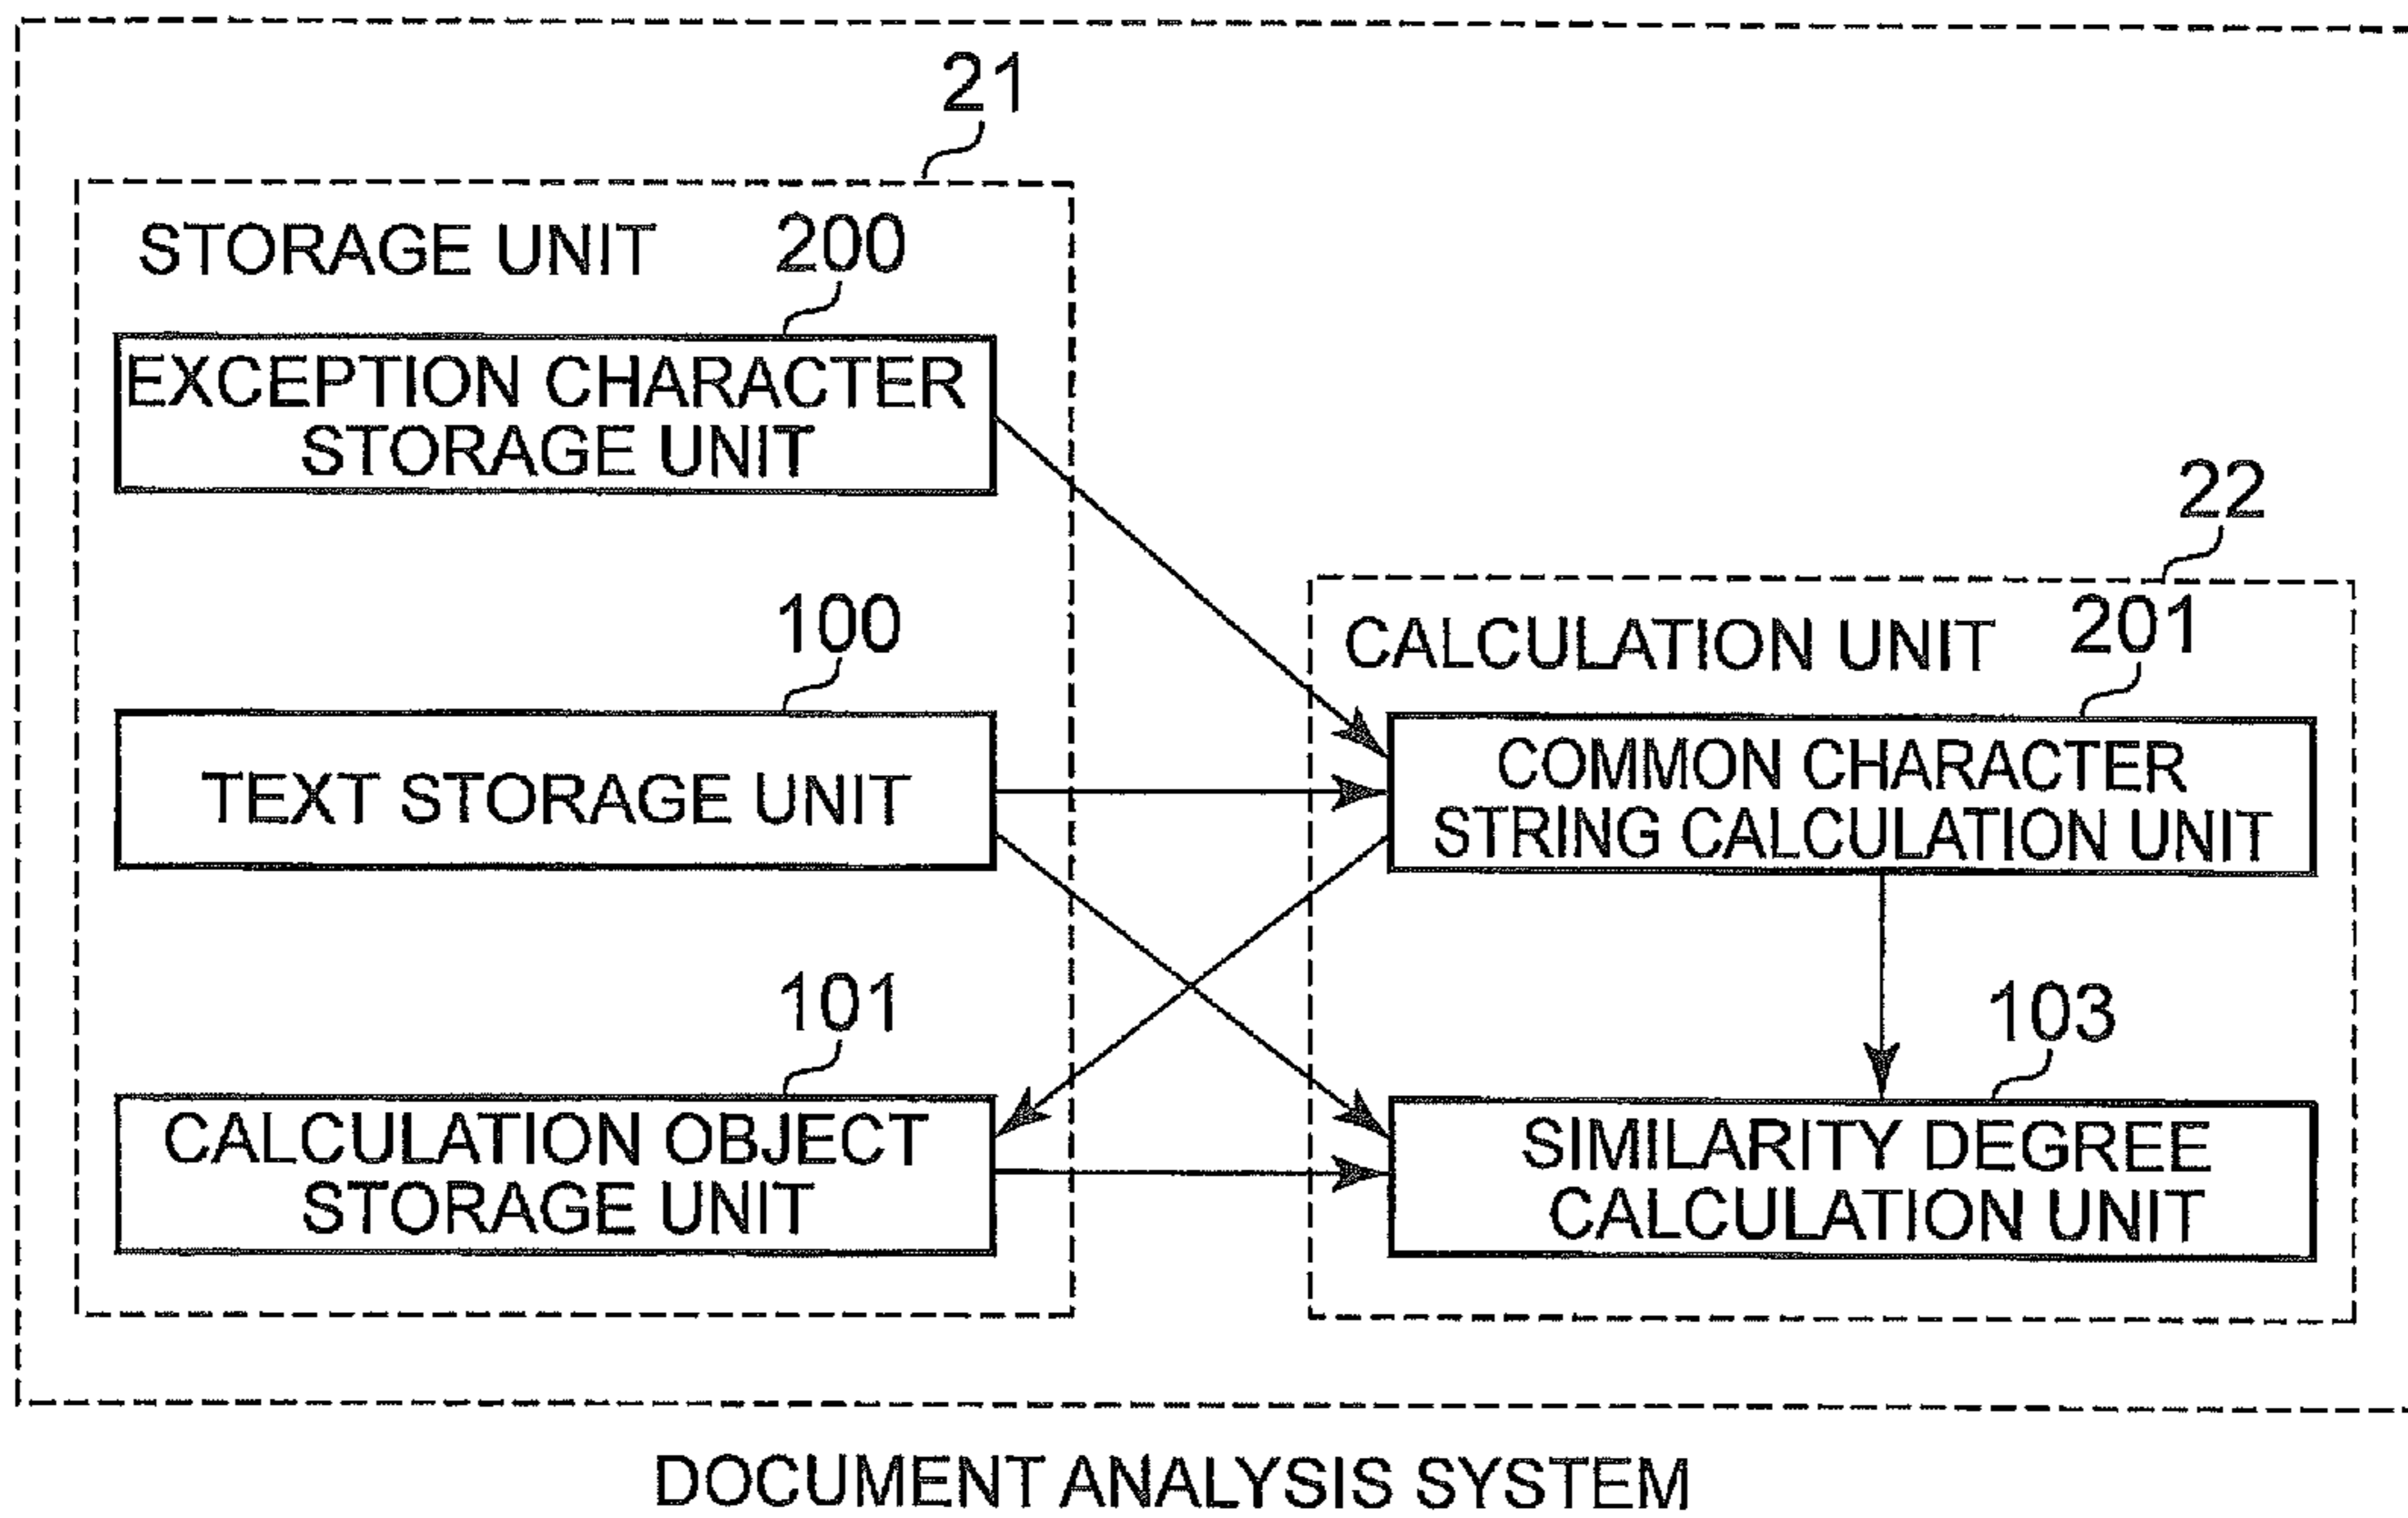 21
STORAGE UNIT
200
EXCEPTION CHARACTER
STORAGE UNIT
100
TEXT STORAGE UNIT
101
CALCULATION OBJECT
STORAGE UNIT
22
CALCULATION UNIT
201
COMMON CHARACTER
STRING CALCULATION UNIT
103
SIMILARITY DEGREE
CALCULATION UNIT
DOCUMENT ANALYSIS SYSTEM